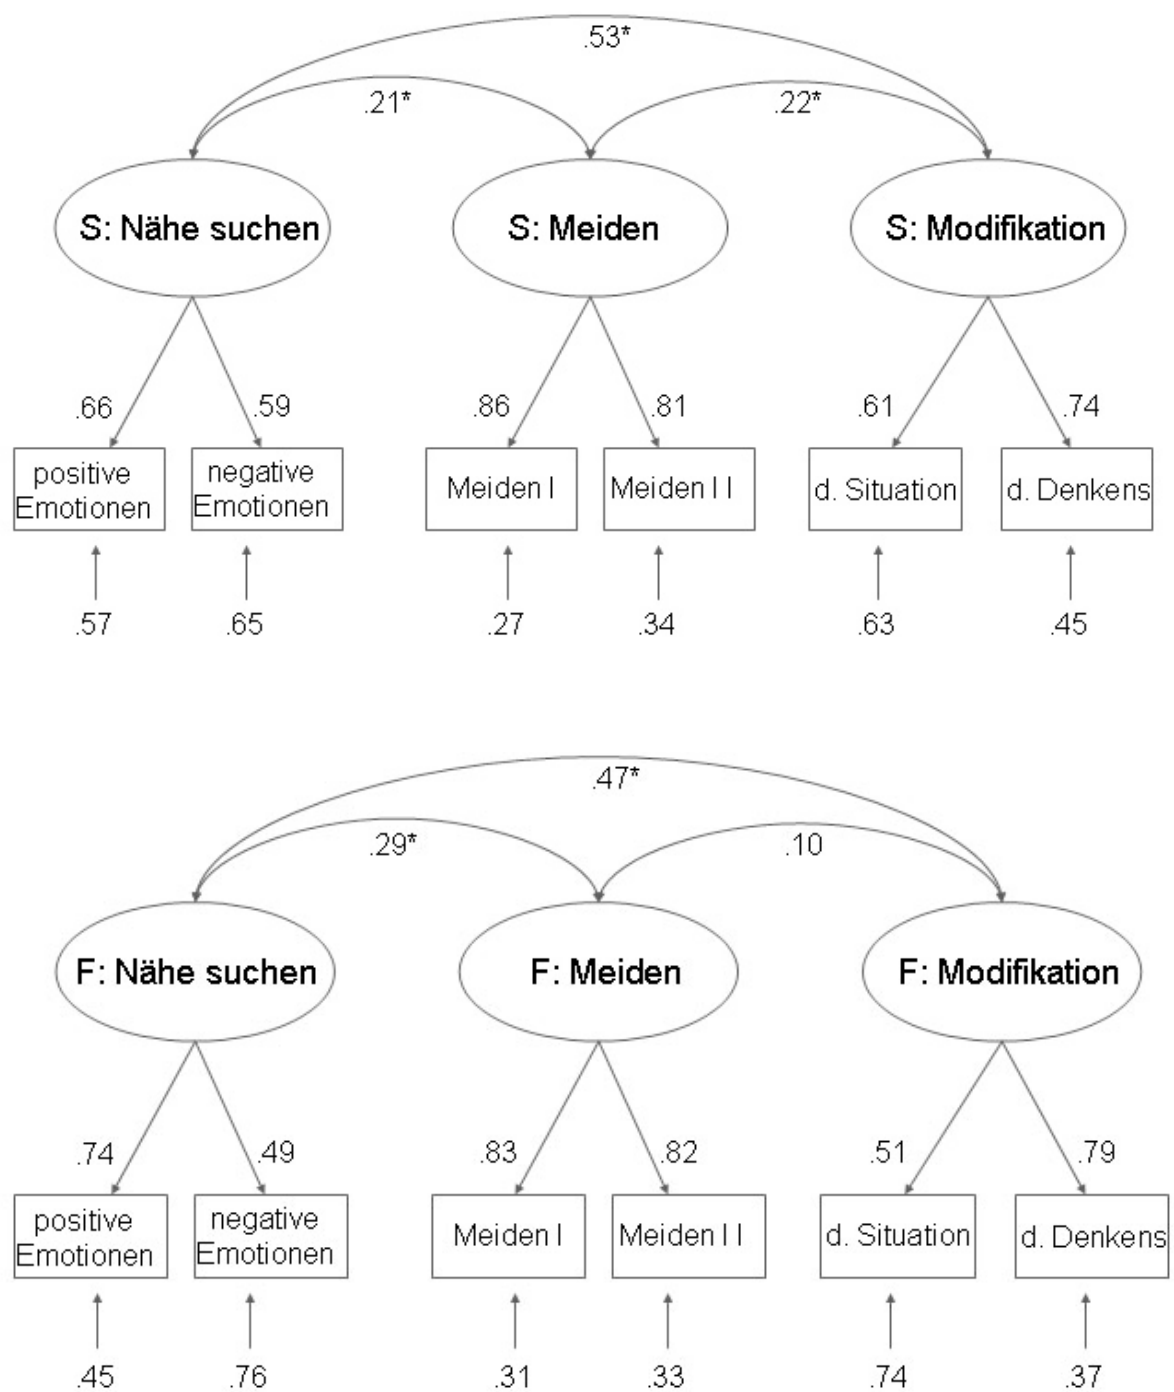 .53*
.21*
.22*
S: Nähe suchen
S: Meiden
S: Modifikation
.66
.59
.86
.81
.61
.74
positive
Emotionen
negative
Emotionen
Meiden I
Meiden I I
d. Situation
d. Denkens
.57
.65
.27
.34
.63
.45
.47*
.29*
.10
F: Nähe suchen
F: Meiden
F: Modifikation
.74
.49
.83
.82
.51
.79
positive
Emotionen
negative
Emotionen
Meiden I
Meiden I I
d. Situation
d. Denkens
.45
.76
.31
.33
.74
.37